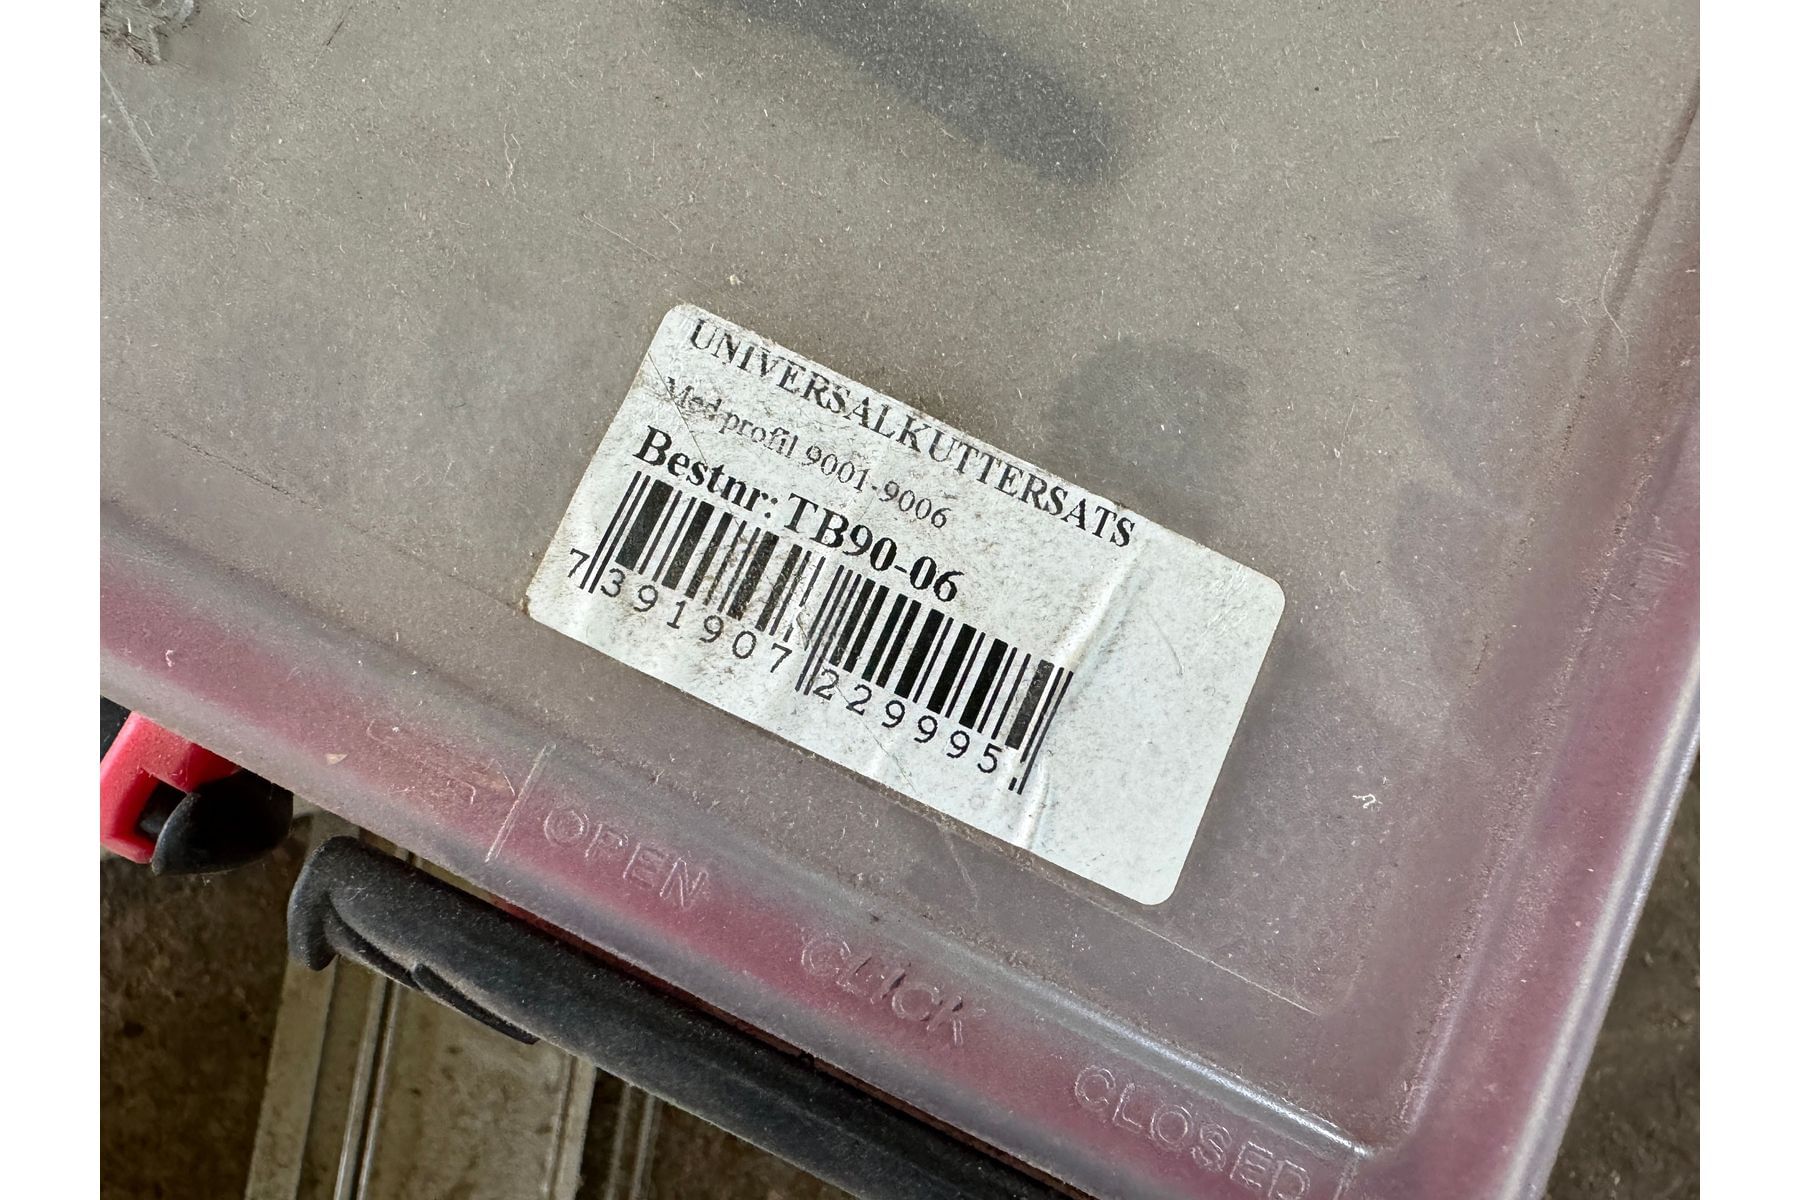 UNIVERSALKUTTERSATS
Med profil 9001-9006
Bestnr: TB90-06
7 391907 229995
OPEN
CLICK
CLOSED